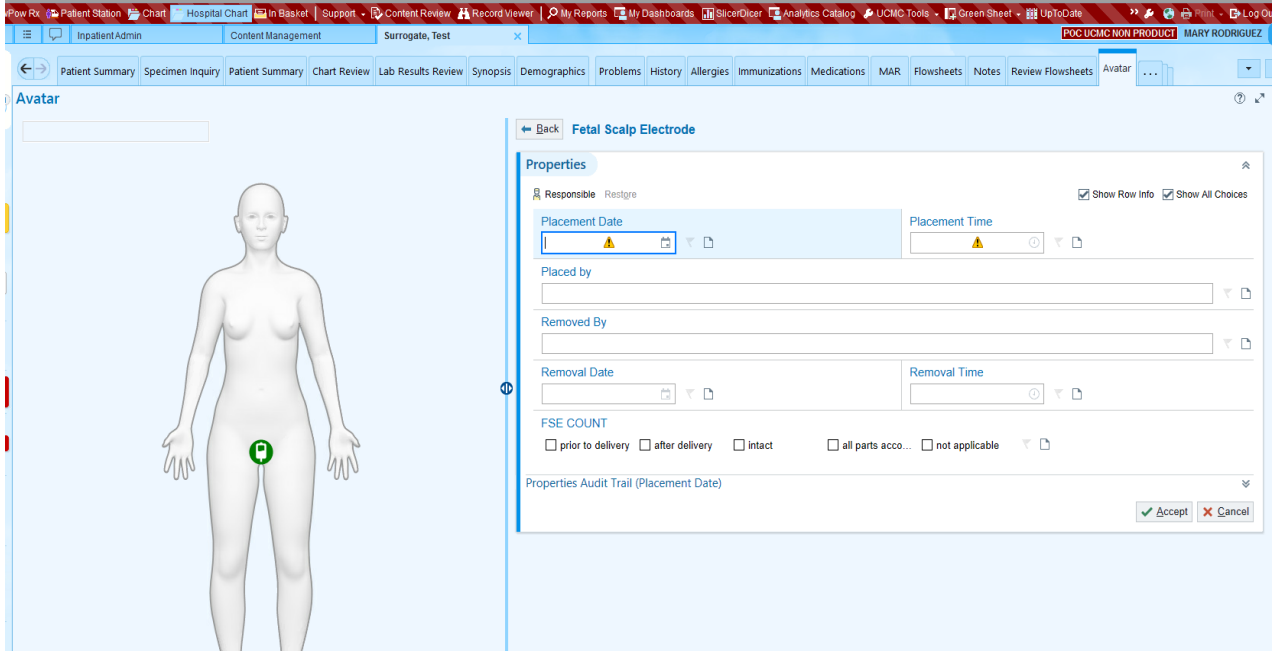 Pow Rx Patient Station Chart Hospital Chart In Basket Support Content Review Record Viewer My Reports My Dashboards SlicerDicer Analytics Catalog UCMC Tools Green Sheet UpToDate Print Log Ou
Inpatient Admin Content Management Surrogate, Test POC UCMC NON PRODUCT MARY RODRIGUEZ
Patient Summary Specimen Inquiry Patient Summary Chart Review Lab Results Review Synopsis Demographics Problems History Allergies Immunizations Medications MAR Flowsheets Notes Review Flowsheets Avatar ...
Avatar
Back Fetal Scalp Electrode
Properties
Responsible Restore Show Row Info Show All Choices
Placement Date Placement Time
Placed by
Removed By
Removal Date Removal Time
FSE COUNT
prior to delivery after delivery intact all parts acco... not applicable
Properties Audit Trail (Placement Date)
Accept Cancel